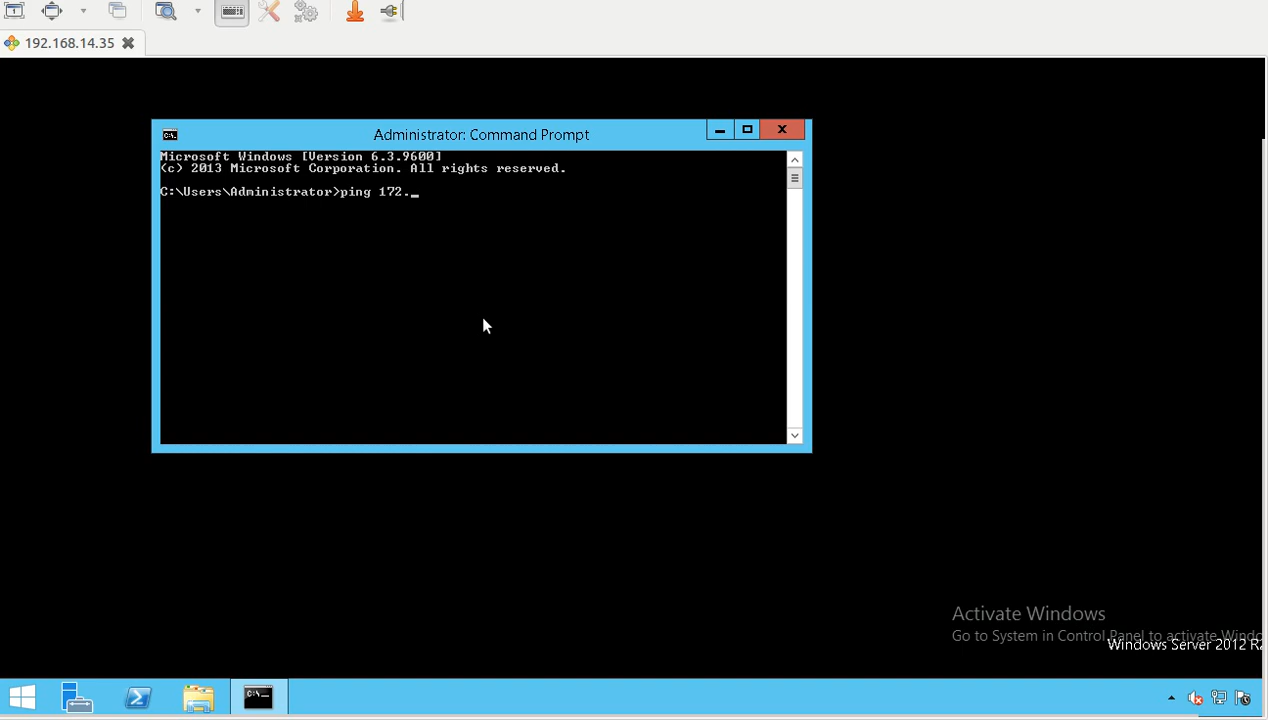 192.168.14.35
Administrator: Command Prompt
Microsoft Windows [Version 6.3.9600]
(c) 2013 Microsoft Corporation. All rights reserved.
C:\Users\Administrator>ping 172._
Activate Windows
Go to System in Control Panel to activate Windo
Windows Server 2012 R2